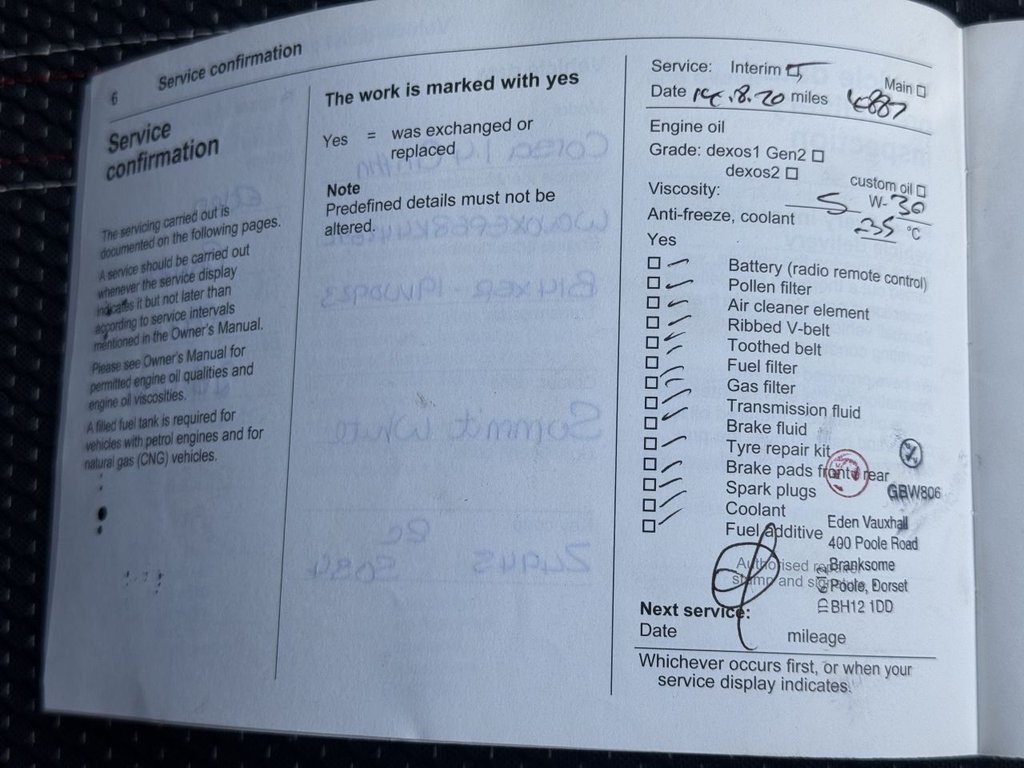 6 Service confirmation
Service
confirmation
The servicing carried out is
documented on the following pages.
A service should be carried out
whenever the service display
indicates it but not later than
according to service intervals
mentioned in the Owner's Manual.
Please see Owner's Manual for
permitted engine oil qualities and
engine oil viscosities.
A filled fuel tank is required for
vehicles with petrol engines and for
natural gas (CNG) vehicles.
The work is marked with yes
Yes = was exchanged or
replaced
Note
Predefined details must not be
altered.
Service: Interim Main
Date 14.8.20 miles 4887
Engine oil
Grade: dexos1 Gen2
dexos2 custom oil
Viscosity: 5 W-30
Anti-freeze, coolant -235 °C
Yes
Battery (radio remote control)
Pollen filter
Air cleaner element
Ribbed V-belt
Toothed belt
Fuel filter
Gas filter
Transmission fluid
Brake fluid
Tyre repair kit
Brake pads front / rear
Spark plugs
GBW806
Coolant
Fuel additive
Eden Vauxhall
400 Poole Road
Branksome
Poole, Dorset
BH12 1DD
Authorised
stamp and
Next service:
Date mileage
Whichever occurs first, or when your
service display indicates.